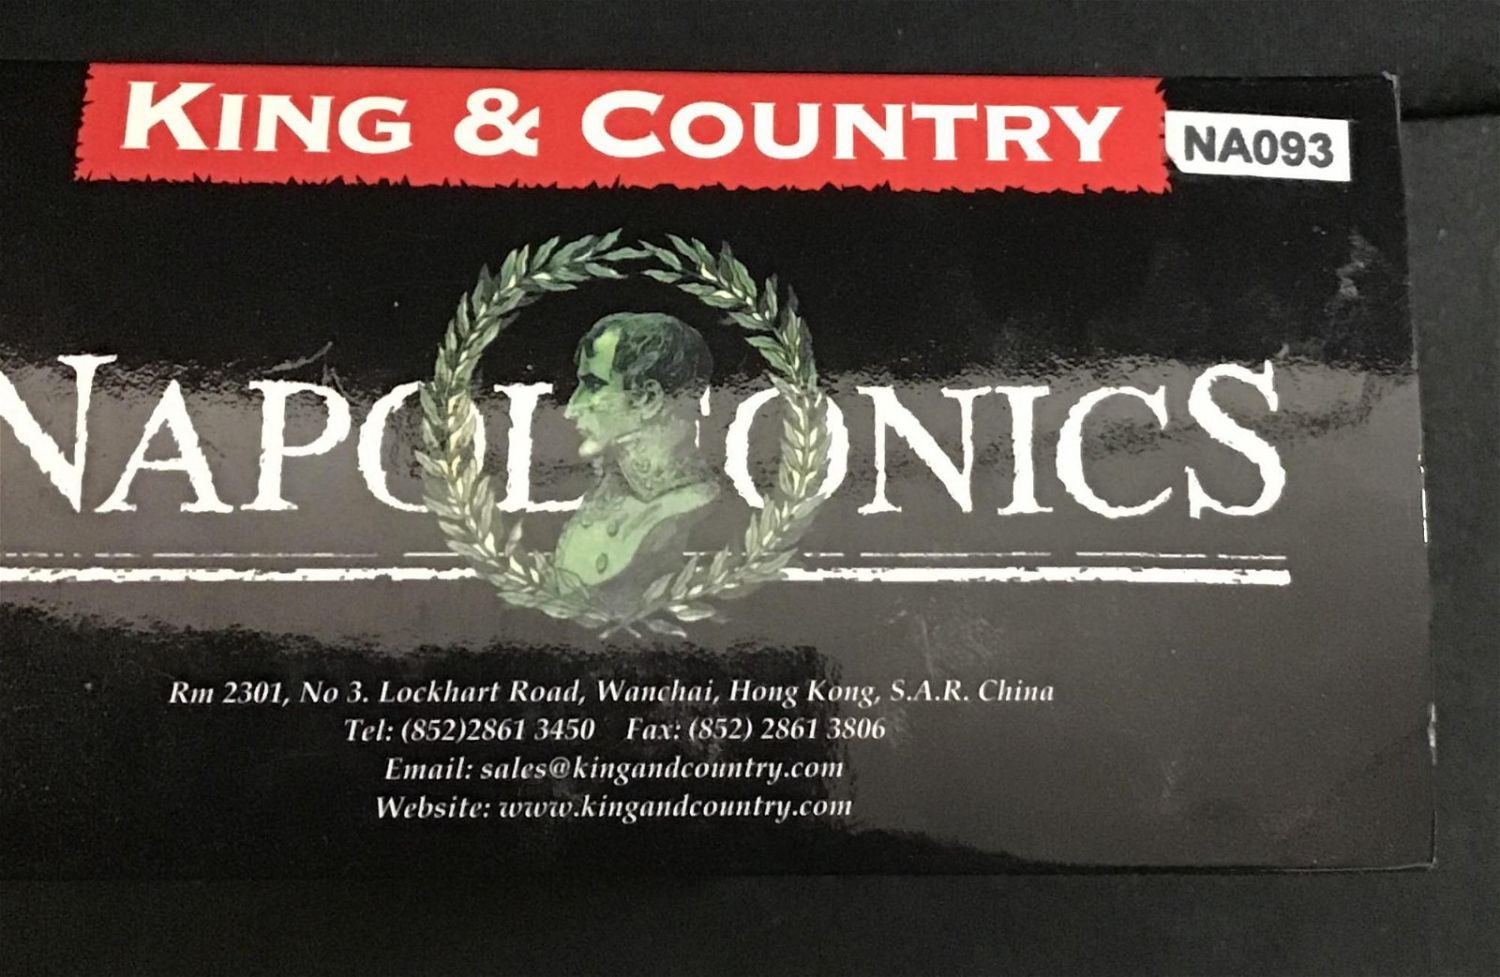 KING & COUNTRY NA093
NAPOLEONICS
Rm 2301, No 3. Lockhart Road, Wanchai, Hong Kong, S.A.R. China
Tel: (852)2861 3450 Fax: (852) 2861 3806
Email: sales@kingandcountry.com
Website: www.kingandcountry.com